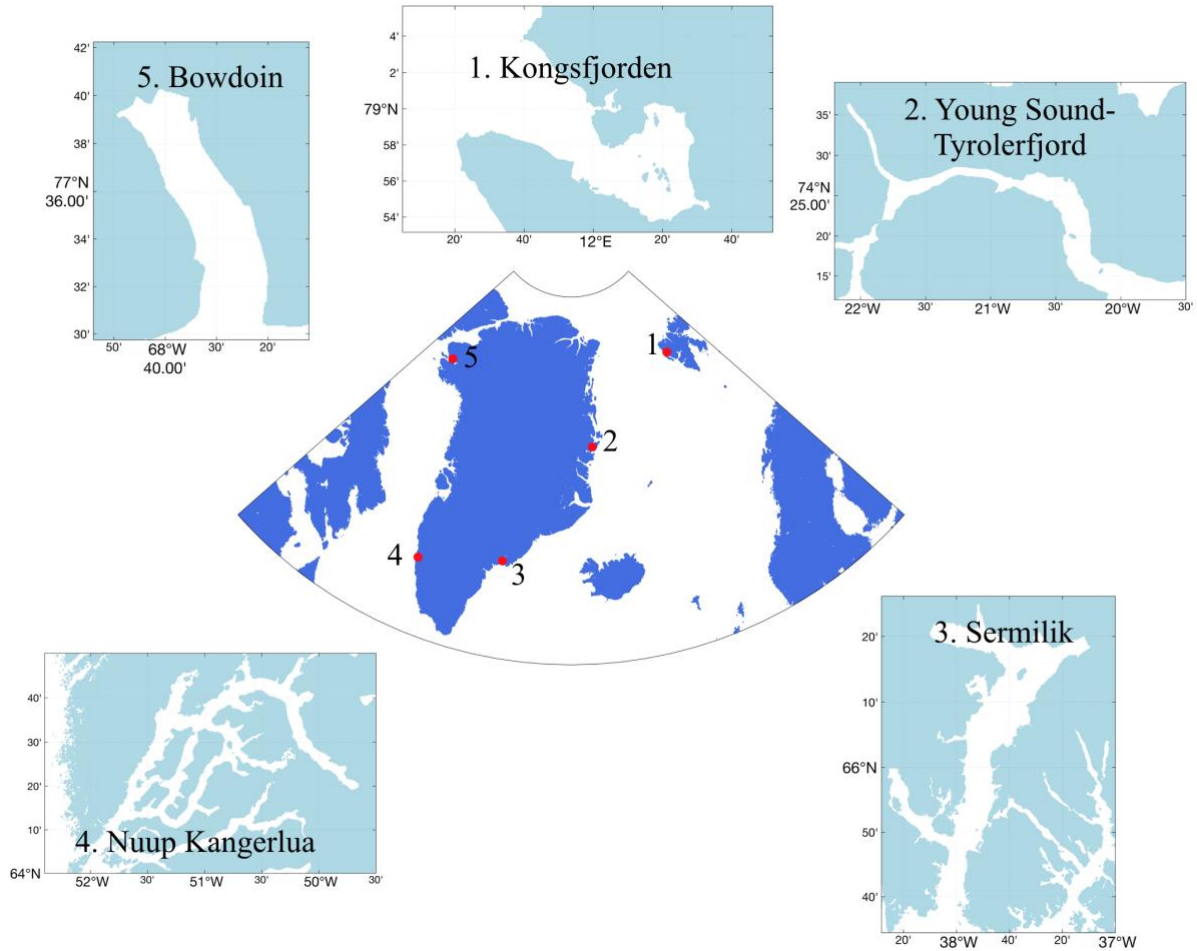 5. Bowdoin
42'
40'
38'
77°N
36.00'
34'
32'
30'
50'
68°W
40.00'
30'
20'
1. Kongsfjorden
4'
2'
79°N
58'
56'
54'
20'
40'
12°E
20'
40'
2. Young Sound-
Tyrolerfjord
35'
30'
74°N
25.00'
20'
15'
22°W
30'
21°W
30'
20°W
30'
1
5
2
4
3
4. Nuup Kangerlua
40'
30'
20'
10'
64°N
52°W
30'
51°W
30'
50°W
30'
3. Sermilik
20'
10'
66°N
50'
40'
20'
38°W
40'
20'
37°W